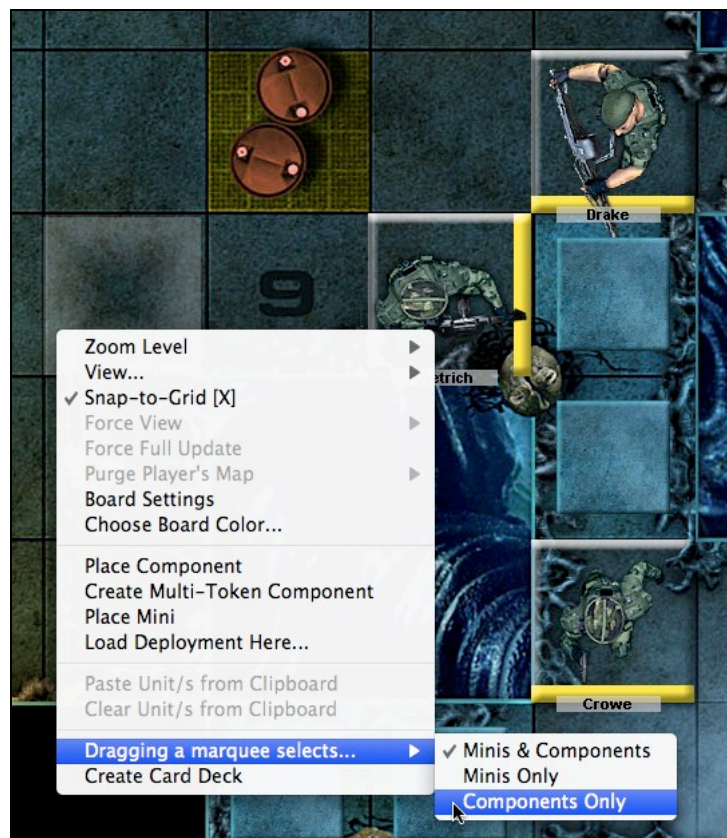 Drake
9
etrich
Zoom Level
View...
Snap-to-Grid [X]
Force View
Force Full Update
Purge Player's Map
Board Settings
Choose Board Color...
Place Component
Create Multi-Token Component
Place Mini
Load Deployment Here...
Paste Unit/s from Clipboard
Clear Unit/s from Clipboard
Crowe
Dragging a marquee selects...
Create Card Deck
Minis & Components
Minis Only
Components Only